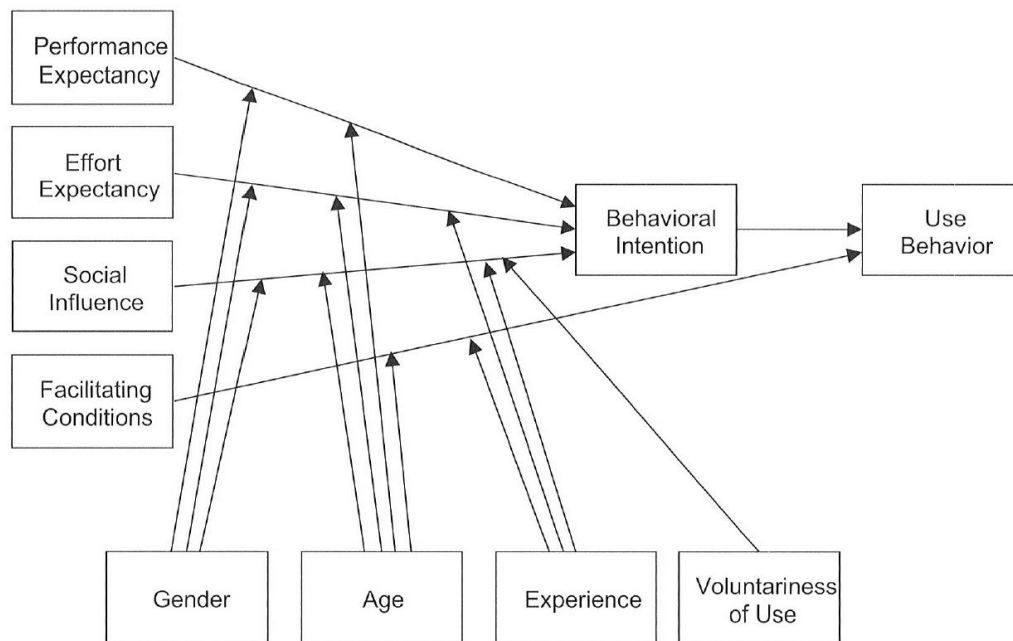 Performance
Expectancy
Effort
Expectancy
Social
Influence
Facilitating
Conditions
Behavioral
Intention
Use
Behavior
Gender
Age
Experience
Voluntariness
of Use